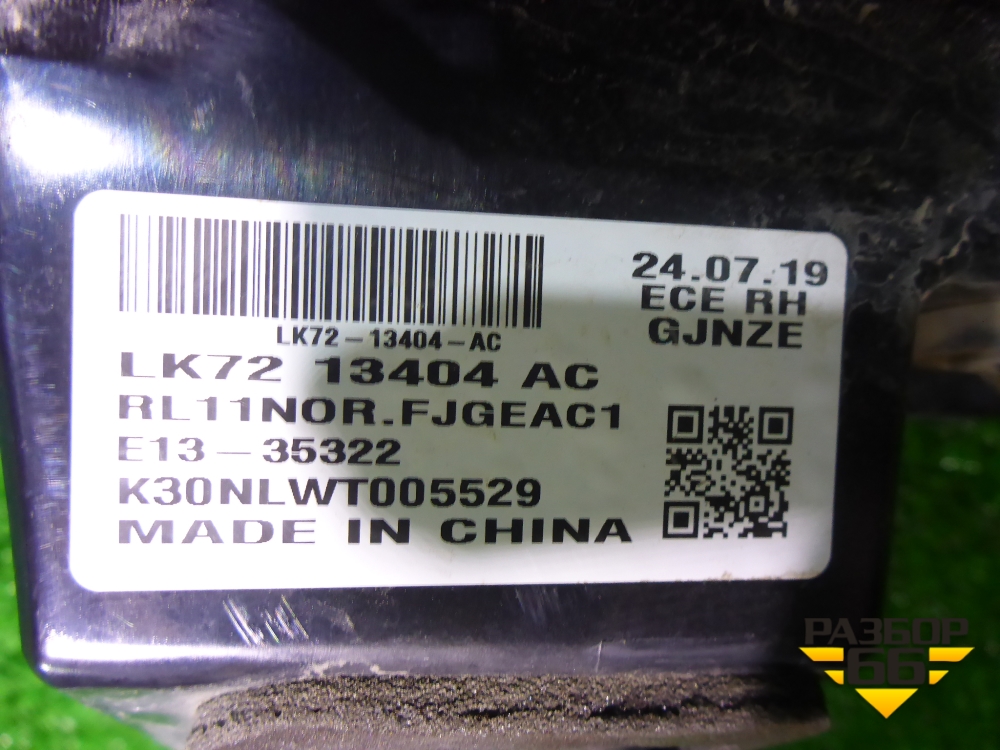 LK72-13404-AC
LK72 13404 AC
RL11NOR.FJGEAC1
E13-35322
K30NLWT005529
MADE IN CHINA
24.07.19
ECE RH
GJNZE
РАЗБОР
66